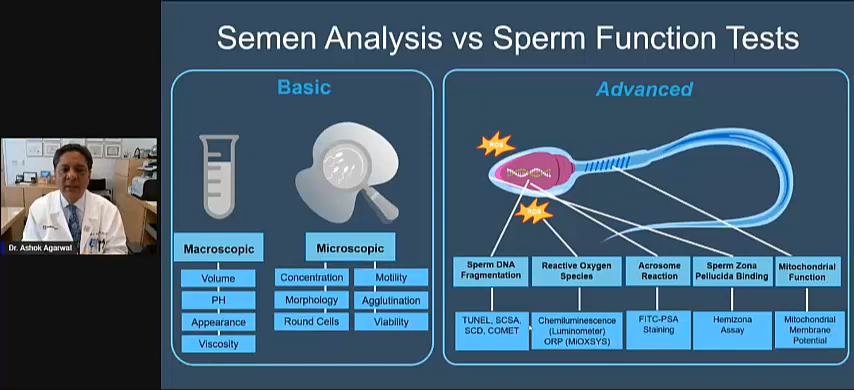 Semen Analysis vs Sperm Function Tests
Basic
Advanced
ROS
ROS
Dr. Ashok Agarwal
Macroscopic
Volume
PH
Appearance
Viscosity
Microscopic
Concentration
Motility
Morphology
Agglutination
Round Cells
Viability
Sperm DNA
Fragmentation
TUNEL, SCSA,
SCD, COMET
Reactive Oxygen
Species
Chemiluminescence
(Luminometer)
ORP (MiOXSYS)
Acrosome
Reaction
FITC-PSA
Staining
Sperm Zona
Pellucida Binding
Hemizona
Assay
Mitochondrial
Function
Mitochondrial
Membrane
Potential